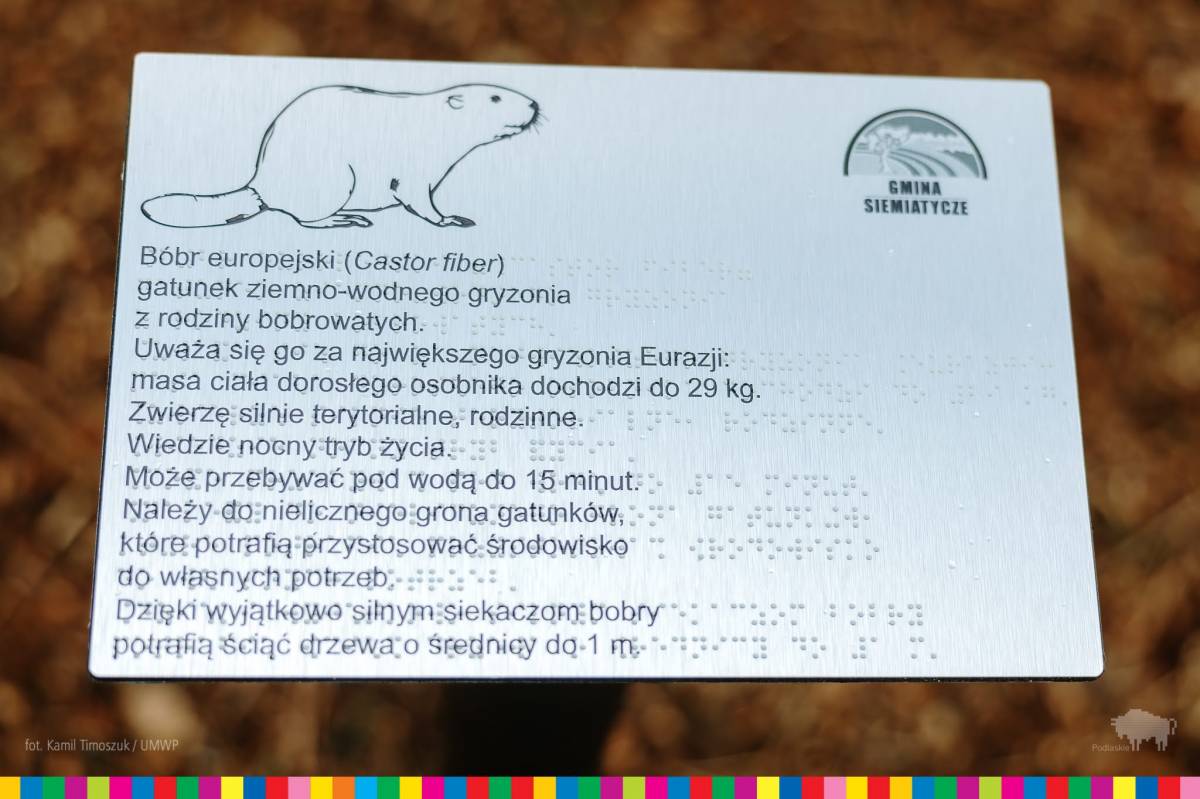 GMINA
SIEMIATYCZE
Bóbr europejski (Castor fiber)
gatunek ziemno-wodnego gryzonia
z rodziny bobrowatych.
Uważa się go za największego gryzonia Eurazji:
masa ciała dorosłego osobnika dochodzi do 29 kg.
Zwierzę silnie terytorialne, rodzinne.
Wiedzie nocny tryb życia.
Może przebywać pod wodą do 15 minut.
Należy do nielicznego grona gatunków,
które potrafią przystosować środowisko
do własnych potrzeb.
Dzięki wyjątkowo silnym siekaczom bobry
potrafią ściąć drzewa o średnicy do 1 m.
fot. Kamil Timoszuk / UMWP
Podlaskie